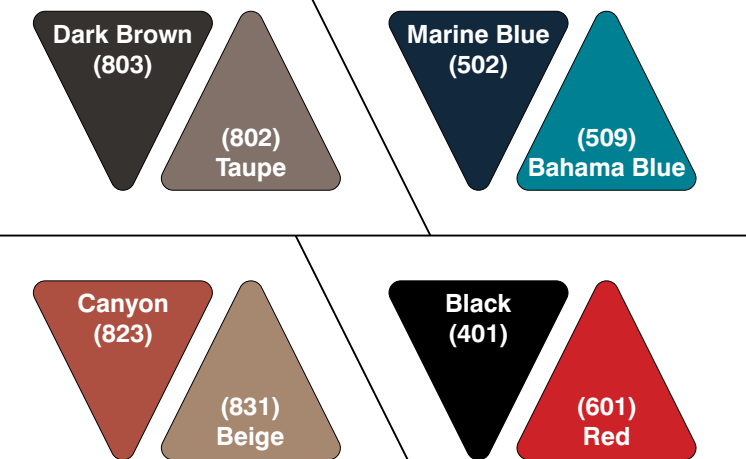 Dark Brown
(803)
(802)
Taupe
Marine Blue
(502)
(509)
Bahama Blue
Canyon
(823)
(831)
Beige
Black
(401)
(601)
Red